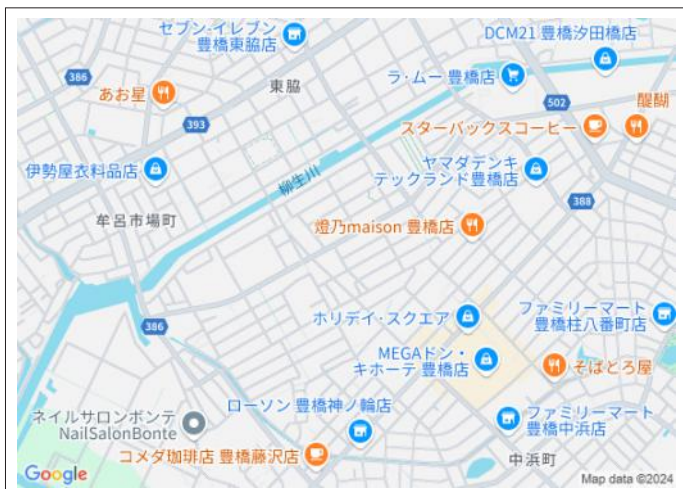 セブン-イレブン
豊橋東脇店
DCM21 豊橋汐田橋店
386
あお星
東脇
ラ・ムー 豊橋店
502
醍醐
393
スターバックスコーヒー
伊勢屋衣料品店
柳生川
ヤマダデンキ
テックランド豊橋店
388
牟呂市場町
燈乃maison 豊橋店
ホリデイ・スクエア
ファミリーマート
豊橋柱八番町店
386
MEGAドン・
キホーテ 豊橋店
そばとろ屋
ネイルサロンボンテ
NailSalonBonte
ローソン 豊橋神ノ輪店
ファミリーマート
豊橋中浜店
コメダ珈琲店 豊橋藤沢店
中浜町
Google
Map data ©2024